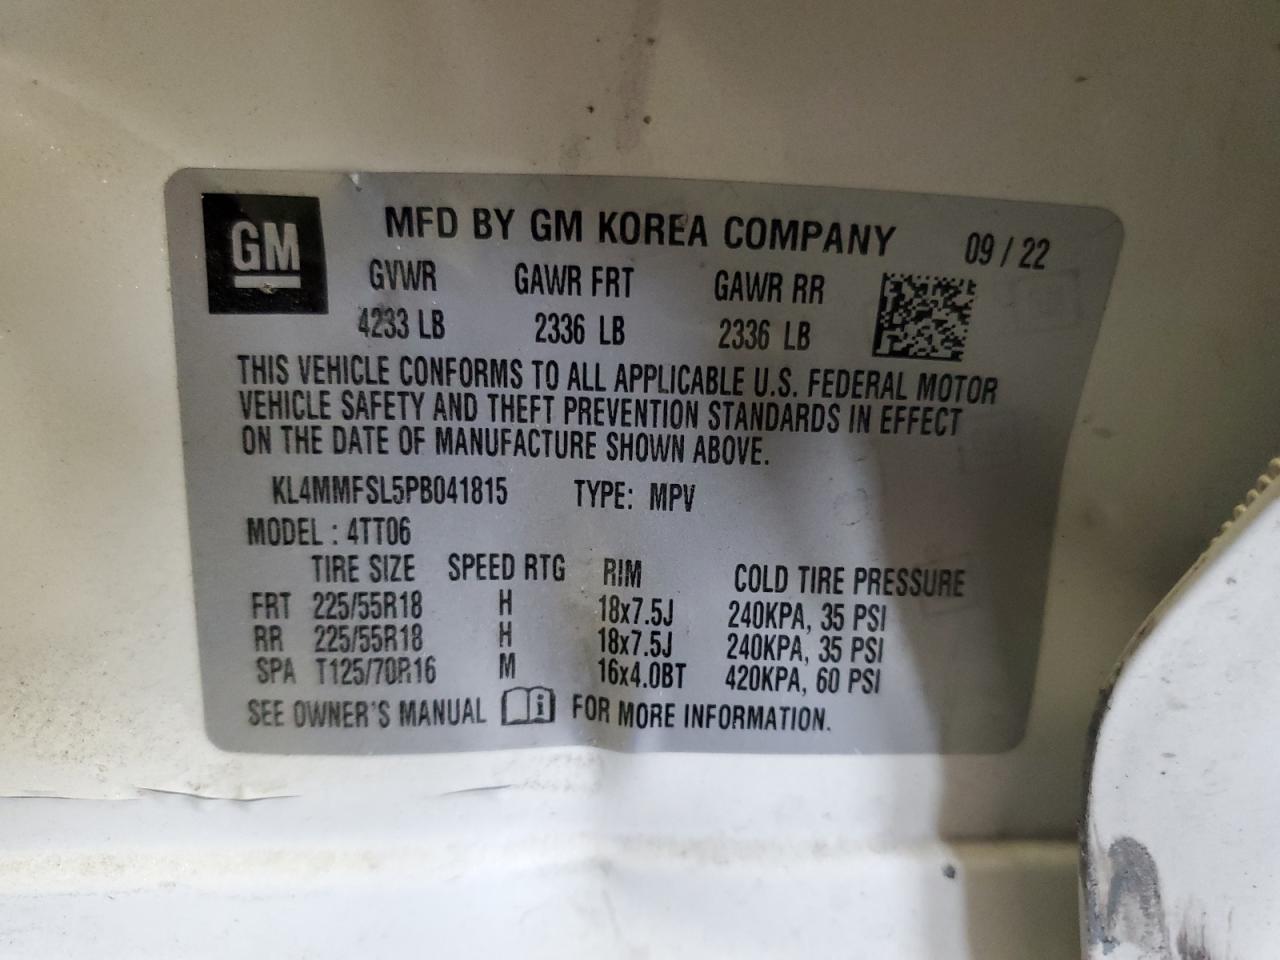 GM
MFD BY GM KOREA COMPANY 09 / 22
GVWR GAWR FRT GAWR RR
4233 LB 2336 LB 2336 LB
THIS VEHICLE CONFORMS TO ALL APPLICABLE U.S. FEDERAL MOTOR
VEHICLE SAFETY AND THEFT PREVENTION STANDARDS IN EFFECT
ON THE DATE OF MANUFACTURE SHOWN ABOVE.
KL4MMFSL5PB041815 TYPE: MPV
MODEL : 4TT06
TIRE SIZE SPEED RTG RIM COLD TIRE PRESSURE
FRT 225/55R18 H 18x7.5J 240KPA, 35 PSI
RR 225/55R18 H 18x7.5J 240KPA, 35 PSI
SPA T125/70R16 M 16x4.0BT 420KPA, 60 PSI
SEE OWNER'S MANUAL i FOR MORE INFORMATION.